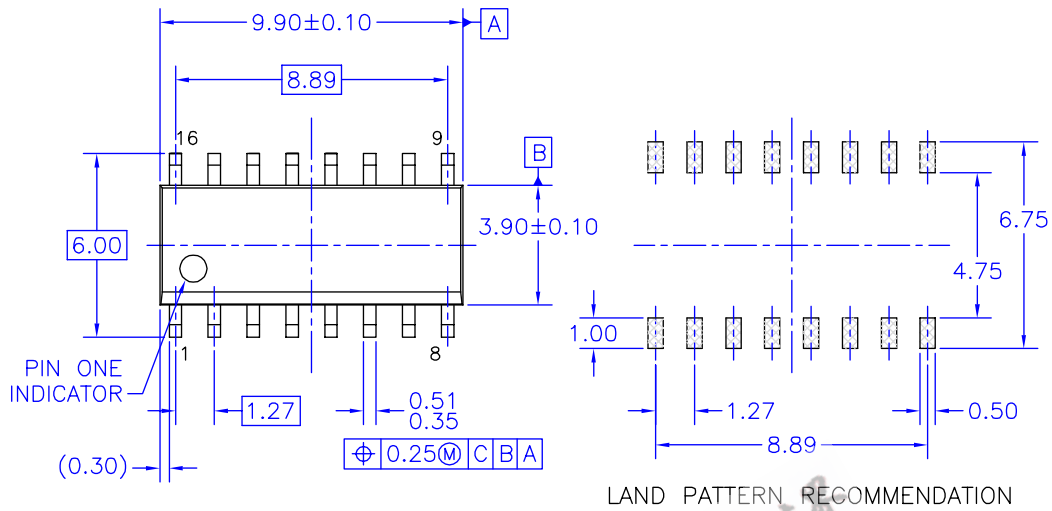 9.90±0.10 A
8.89
16 9
B
6.00
3.90±0.10
1 8
PIN ONE
INDICATOR
1.27
0.51
0.35
⌖ 0.25Ⓜ C B A
(0.30)
6.75
4.75
1.00
1.27
0.50
8.89
LAND PATTERN RECOMMENDATION